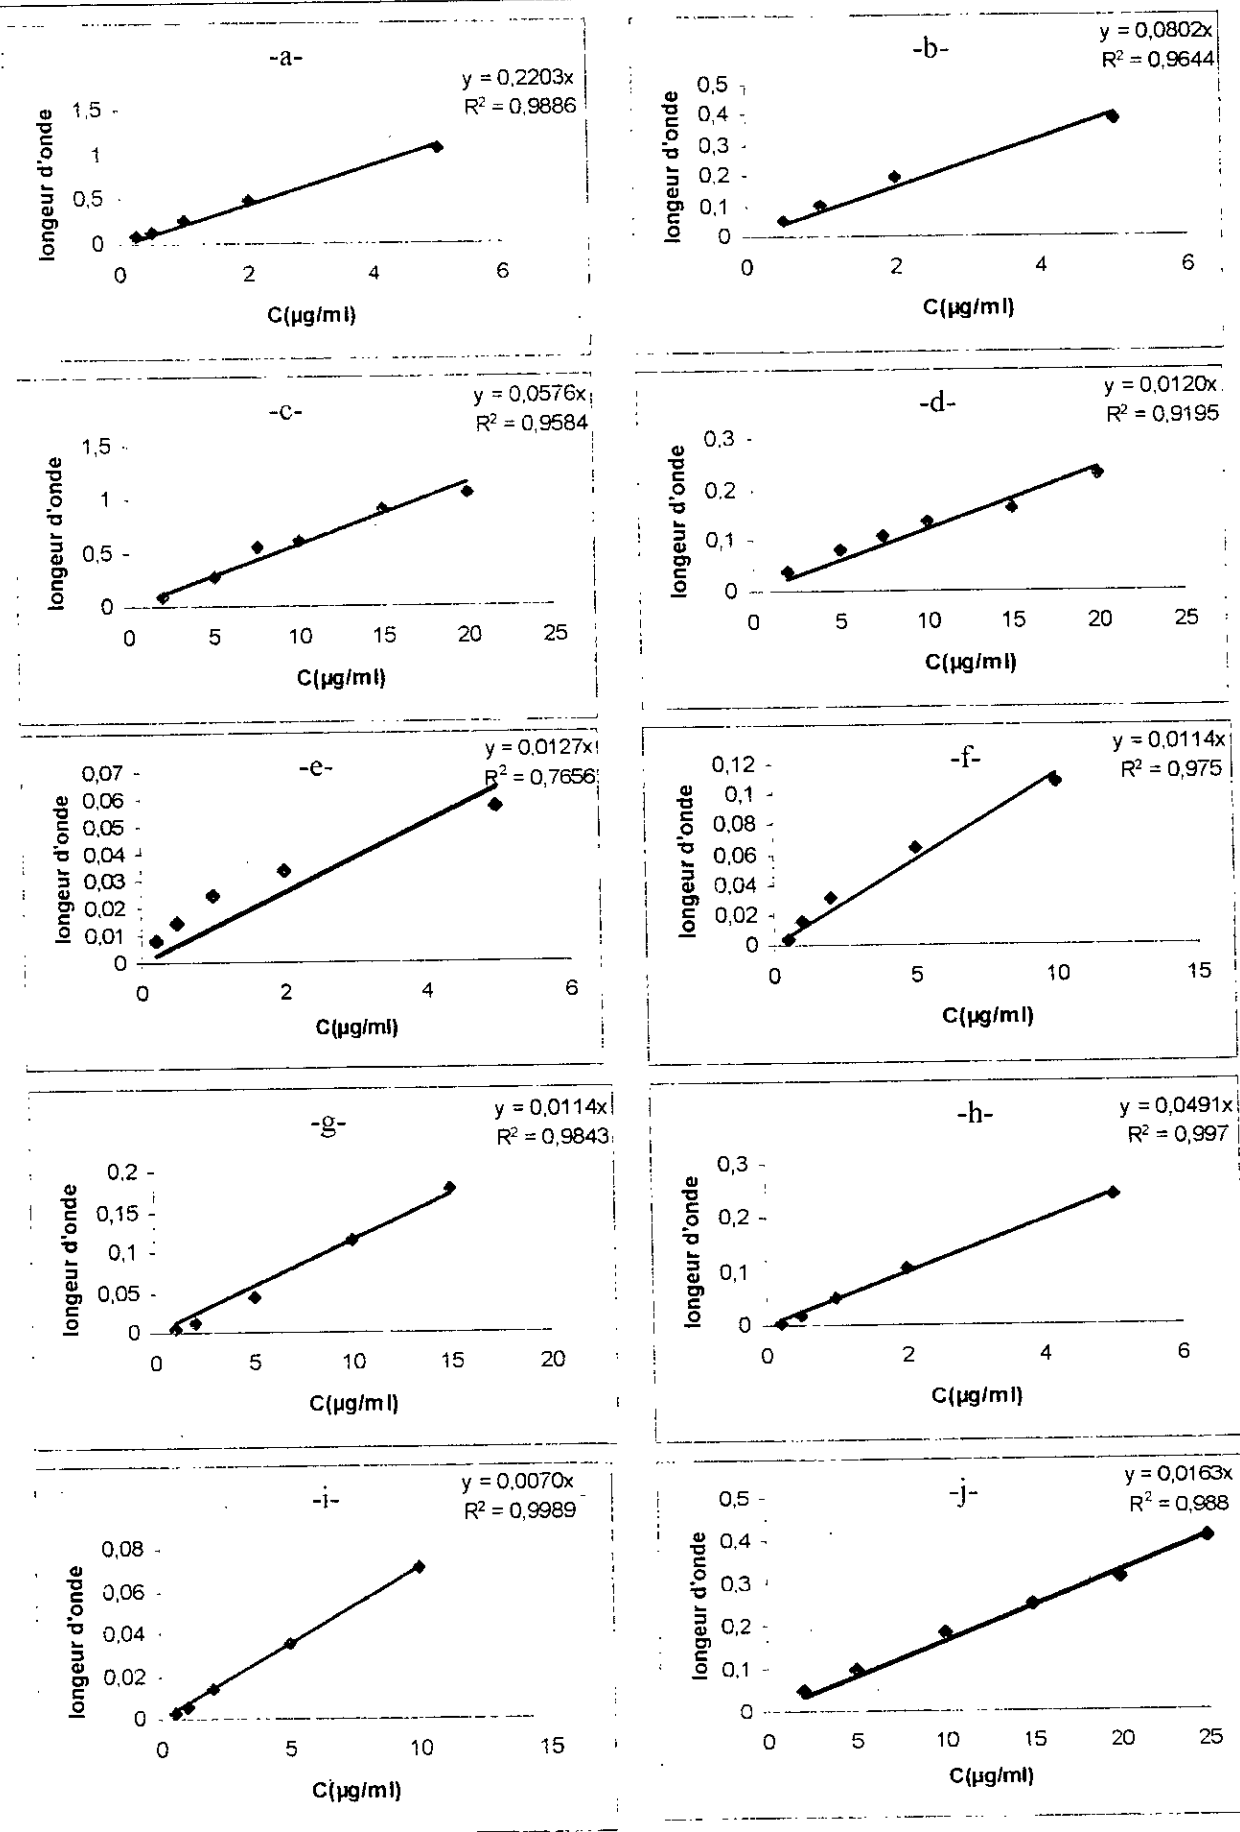 -a-
y = 0,2203x
R² = 0,9886
longeur d'onde
1,5
1
0,5
0
0 2 4 6
C(µg/ml)
-b-
y = 0,0802x
R² = 0,9644
longeur d'onde
0,5
0,4
0,3
0,2
0,1
0
0 2 4 6
C(µg/ml)
-c-
y = 0,0576x
R² = 0,9584
longeur d'onde
1,5
1
0,5
0
0 5 10 15 20 25
C(µg/ml)
-d-
y = 0,0120x
R² = 0,9195
longeur d'onde
0,3
0,2
0,1
0
0 5 10 15 20 25
C(µg/ml)
-e-
y = 0,0127x
R² = 0,7656
longeur d'onde
0,07
0,06
0,05
0,04
0,03
0,02
0,01
0
0 2 4 6
C(µg/ml)
-f-
y = 0,0114x
R² = 0,975
longeur d'onde
0,12
0,1
0,08
0,06
0,04
0,02
0
0 5 10 15
C(µg/ml)
-g-
y = 0,0114x
R² = 0,9843
longeur d'onde
0,2
0,15
0,1
0,05
0
0 5 10 15 20
C(µg/ml)
-h-
y = 0,0491x
R² = 0,997
longeur d'onde
0,3
0,2
0,1
0
0 2 4 6
C(µg/ml)
-i-
y = 0,0070x
R² = 0,9989
longeur d'onde
0,08
0,06
0,04
0,02
0
0 5 10 15
C(µg/ml)
-j-
y = 0,0163x
R² = 0,988
longeur d'onde
0,5
0,4
0,3
0,2
0,1
0
0 5 10 15 20 25
C(µg/ml)